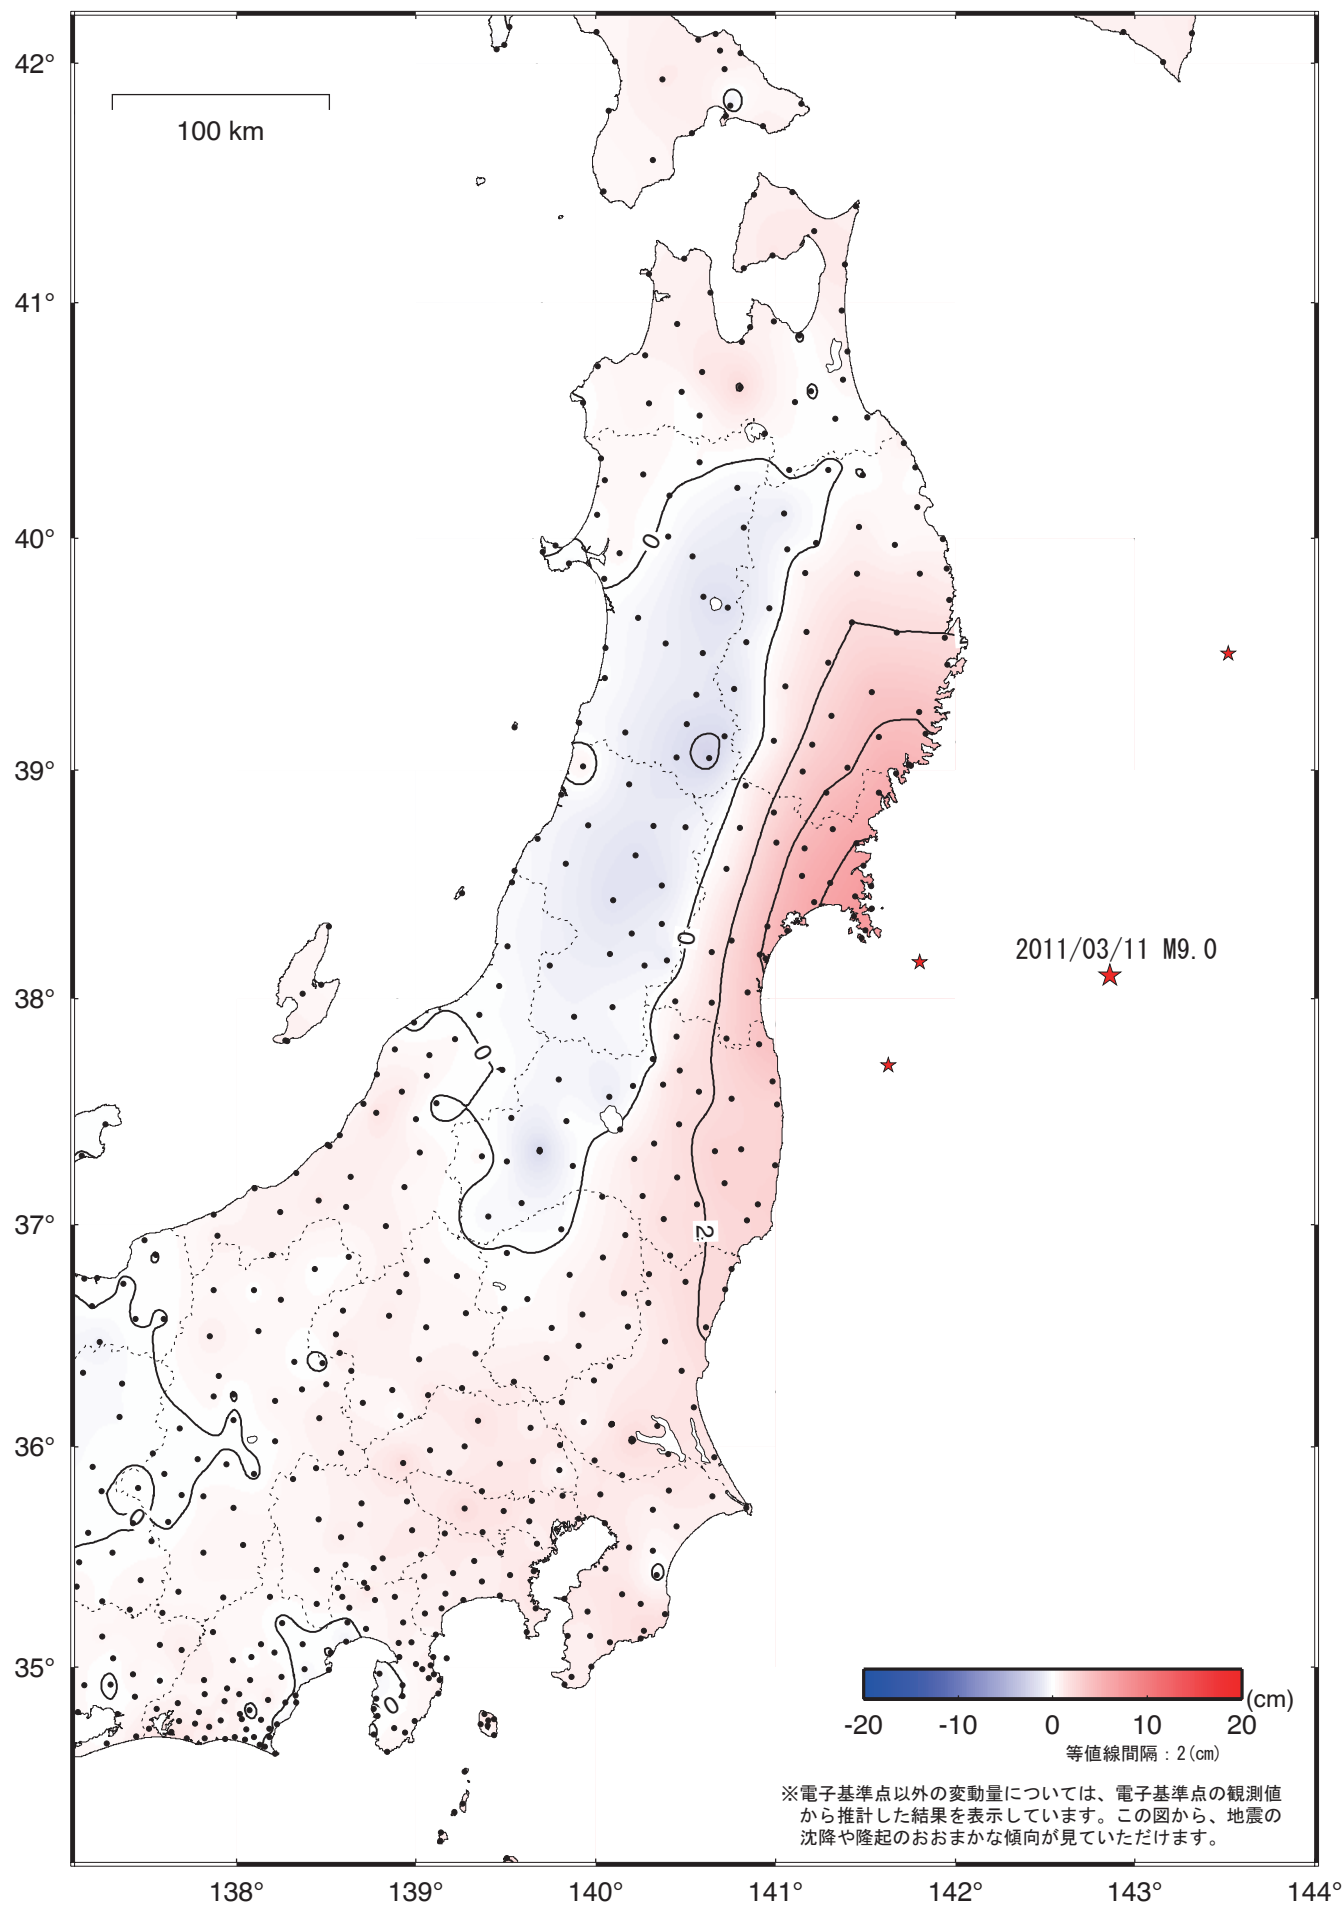 42°
100 km
41°
0
40°
39°
0
2011/03/11 M9.0
38°
0
37°
2
36°
0
35°
0
(cm)
-20 -10 0 10 20
等値線間隔：2(cm)
※電子基準点以外の変動量については、電子基準点の観測値
から推計した結果を表示しています。この図から、地震の
沈降や隆起のおおまかな傾向が見ていただけます。
138° 139° 140° 141° 142° 143° 144°